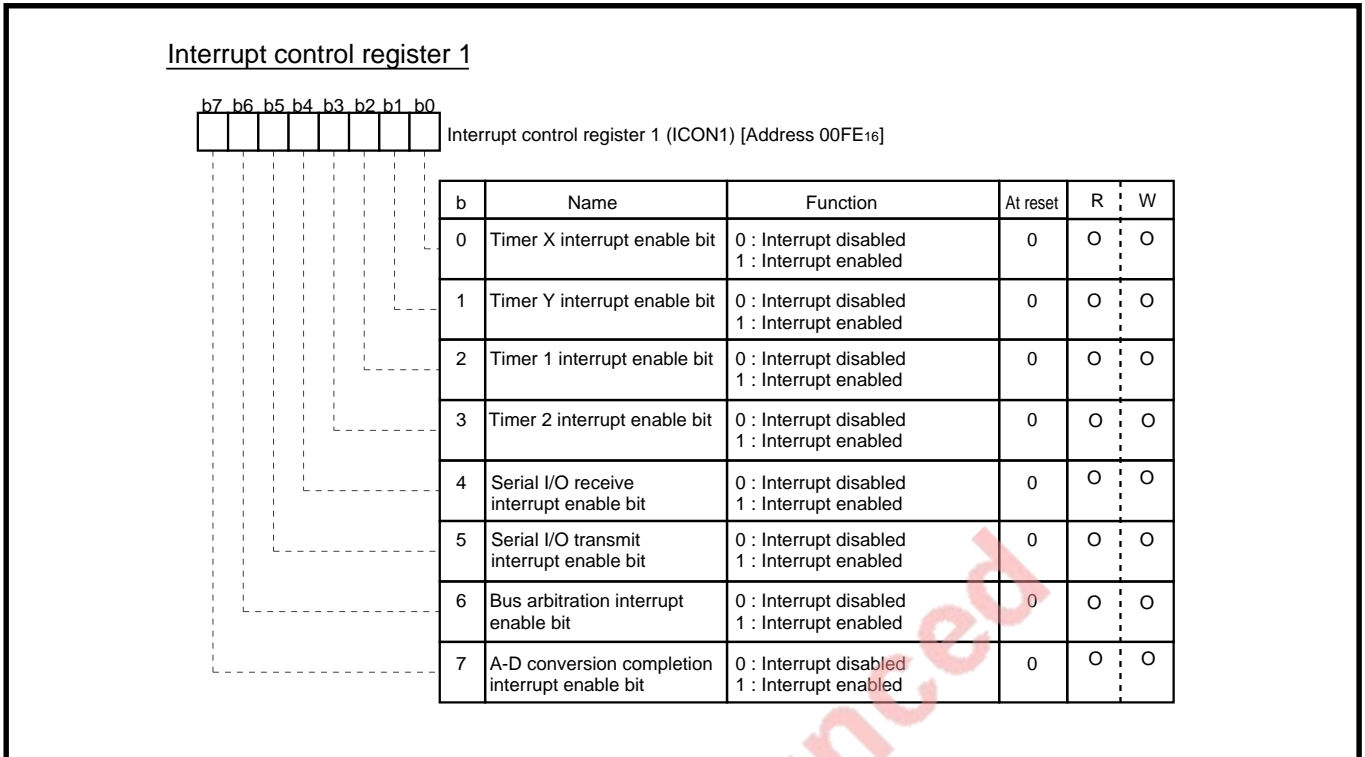 Interrupt control register 1
b7 b6 b5 b4 b3 b2 b1 b0
Interrupt control register 1 (ICON1) [Address 00FE16]
b Name Function At reset R W
0 Timer X interrupt enable bit 0 : Interrupt disabled 0 O O
1 : Interrupt enabled
1 Timer Y interrupt enable bit 0 : Interrupt disabled 0 O O
1 : Interrupt enabled
2 Timer 1 interrupt enable bit 0 : Interrupt disabled 0 O O
1 : Interrupt enabled
3 Timer 2 interrupt enable bit 0 : Interrupt disabled 0 O O
1 : Interrupt enabled
4 Serial I/O receive 0 : Interrupt disabled 0 O O
interrupt enable bit 1 : Interrupt enabled
5 Serial I/O transmit 0 : Interrupt disabled 0 O O
interrupt enable bit 1 : Interrupt enabled
6 Bus arbitration interrupt 0 : Interrupt disabled 0 O O
enable bit 1 : Interrupt enabled
7 A-D conversion completion 0 : Interrupt disabled 0 O O
interrupt enable bit 1 : Interrupt enabled